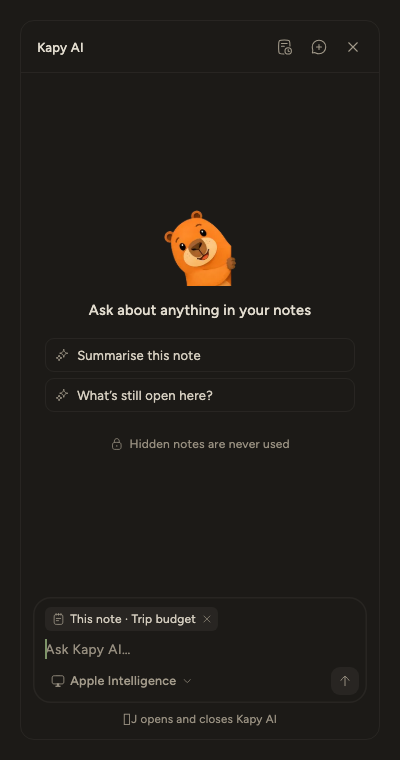 Kapy AI
Ask about anything in your notes
Summarise this note
What's still open here?
Hidden notes are never used
This note · Trip budget
Ask Kapy AI...
Apple Intelligence
▯J opens and closes Kapy AI